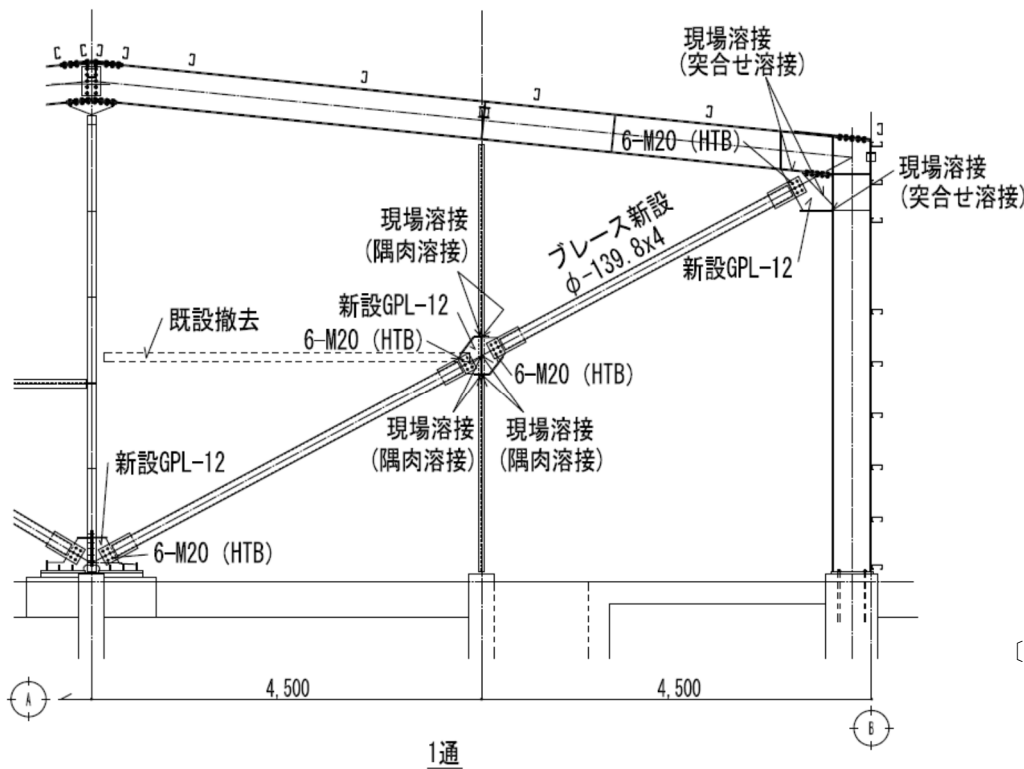 現場溶接
(突合せ溶接)
6-M20 (HTB)
現場溶接
(突合せ溶接)
ブレース新設
φ-139.8x4
現場溶接
(隅肉溶接)
新設GPL-12
新設GPL-12
既設撤去
6-M20 (HTB)
6-M20 (HTB)
現場溶接
(隅肉溶接)
現場溶接
(隅肉溶接)
新設GPL-12
6-M20 (HTB)
4,500
4,500
A
B
1通